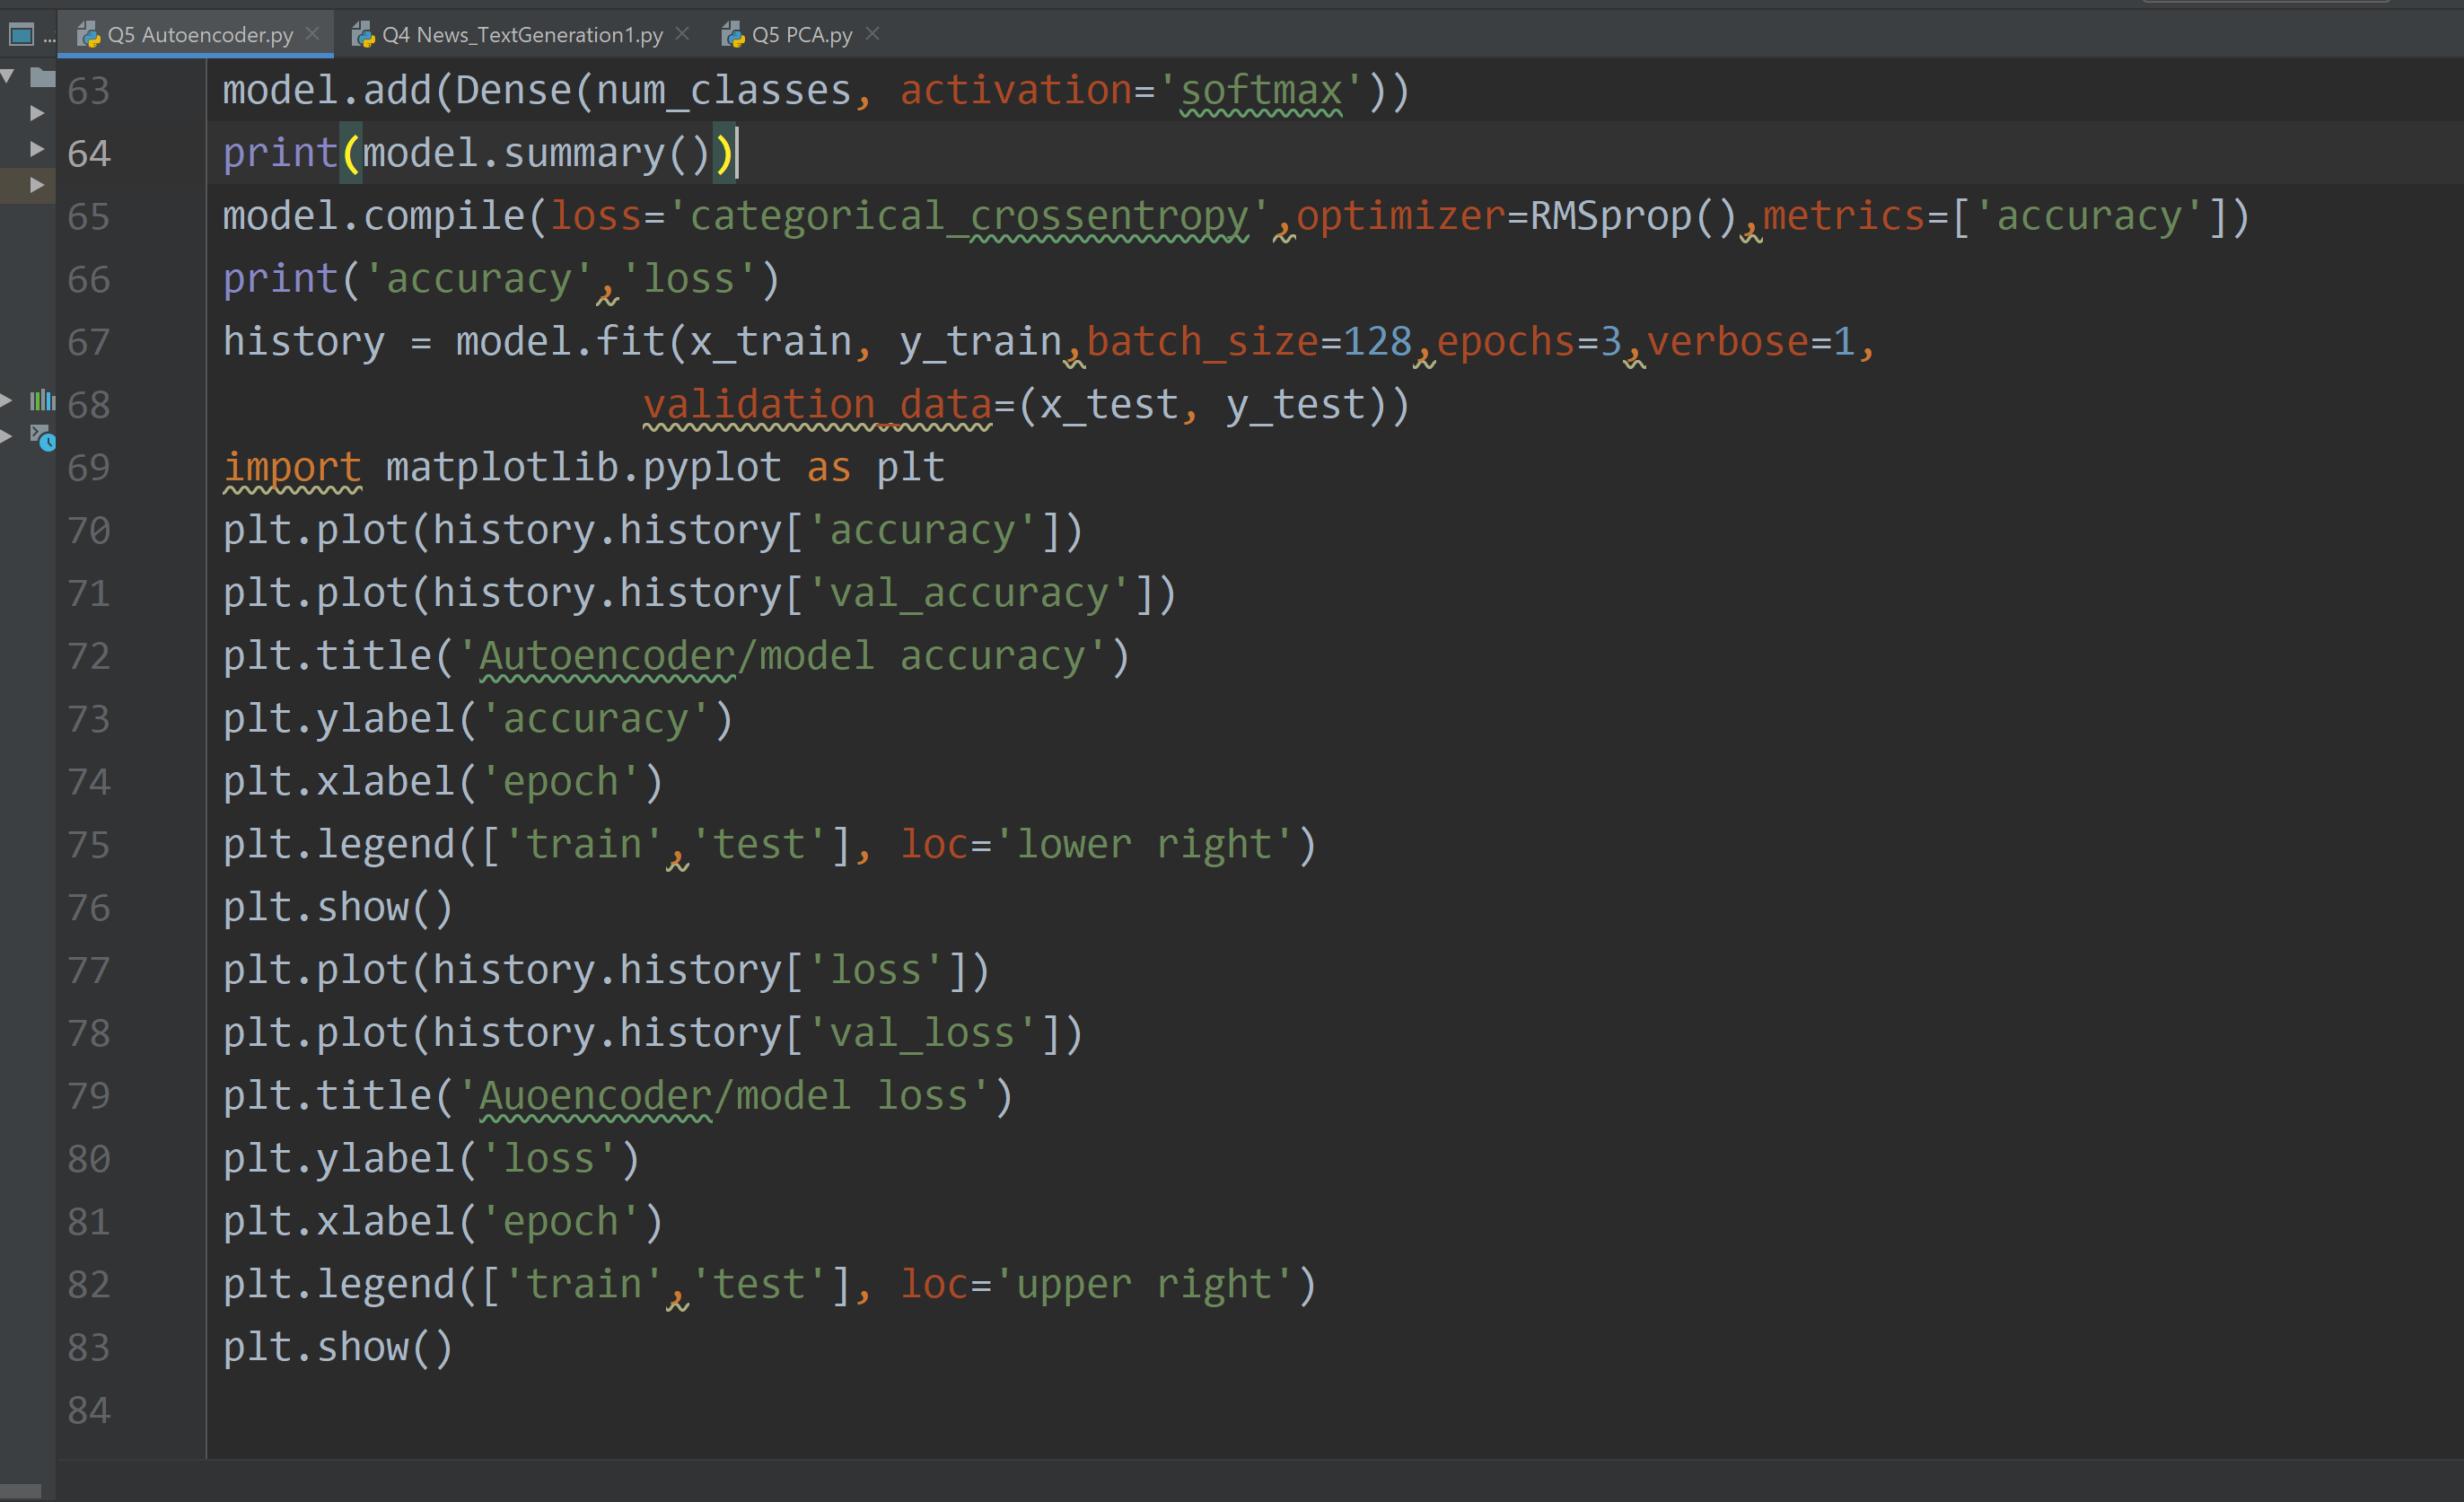 ... Q5 Autoencoder.py Q4 News_TextGeneration1.py Q5 PCA.py
63 model.add(Dense(num_classes, activation='softmax'))
64 print(model.summary())
65 model.compile(loss='categorical_crossentropy',optimizer=RMSprop(),metrics=['accuracy'])
66 print('accuracy','loss')
67 history = model.fit(x_train, y_train,batch_size=128,epochs=3,verbose=1,
68 validation_data=(x_test, y_test))
69 import matplotlib.pyplot as plt
70 plt.plot(history.history['accuracy'])
71 plt.plot(history.history['val_accuracy'])
72 plt.title('Autoencoder/model accuracy')
73 plt.ylabel('accuracy')
74 plt.xlabel('epoch')
75 plt.legend(['train','test'], loc='lower right')
76 plt.show()
77 plt.plot(history.history['loss'])
78 plt.plot(history.history['val_loss'])
79 plt.title('Auoencoder/model loss')
80 plt.ylabel('loss')
81 plt.xlabel('epoch')
82 plt.legend(['train','test'], loc='upper right')
83 plt.show()
84